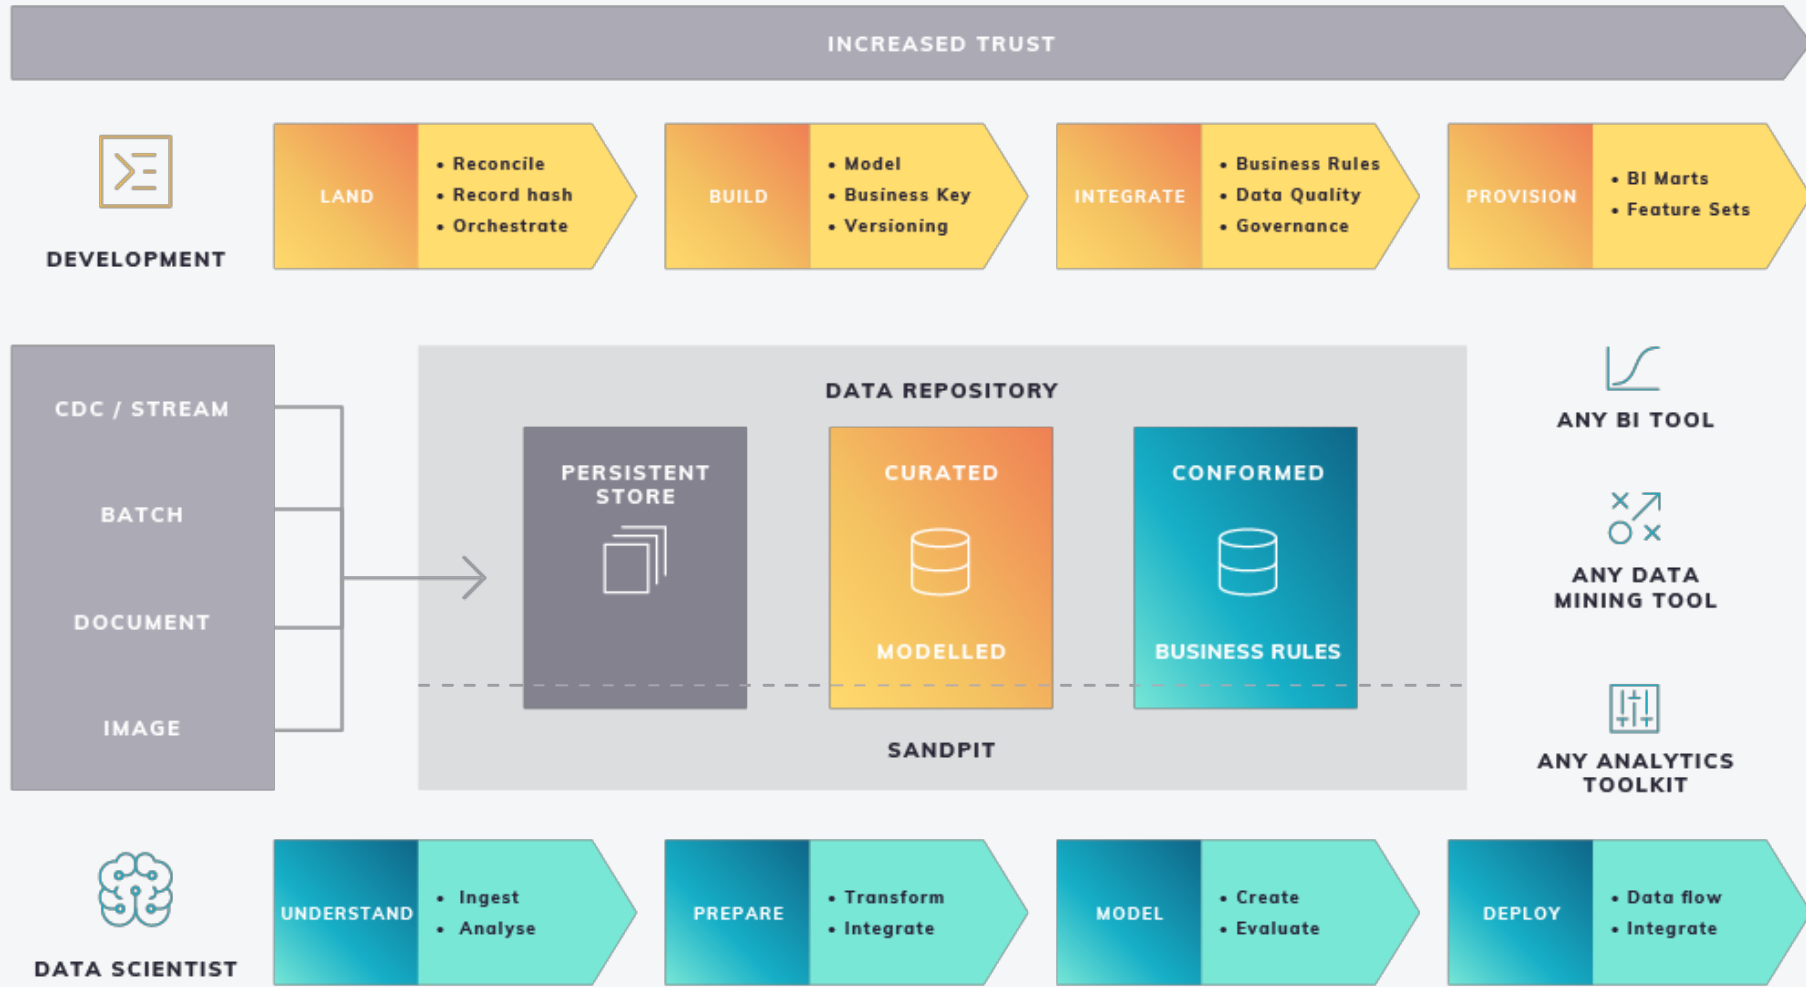 INCREASED TRUST
DEVELOPMENT
LAND
• Reconcile
• Record hash
• Orchestrate
BUILD
• Model
• Business Key
• Versioning
INTEGRATE
• Business Rules
• Data Quality
• Governance
PROVISION
• BI Marts
• Feature Sets
CDC / STREAM
BATCH
DOCUMENT
IMAGE
DATA REPOSITORY
PERSISTENT
STORE
CURATED
MODELLED
CONFORMED
BUSINESS RULES
SANDPIT
ANY BI TOOL
ANY DATA
MINING TOOL
ANY ANALYTICS
TOOLKIT
DATA SCIENTIST
UNDERSTAND
• Ingest
• Analyse
PREPARE
• Transform
• Integrate
MODEL
• Create
• Evaluate
DEPLOY
• Data flow
• Integrate